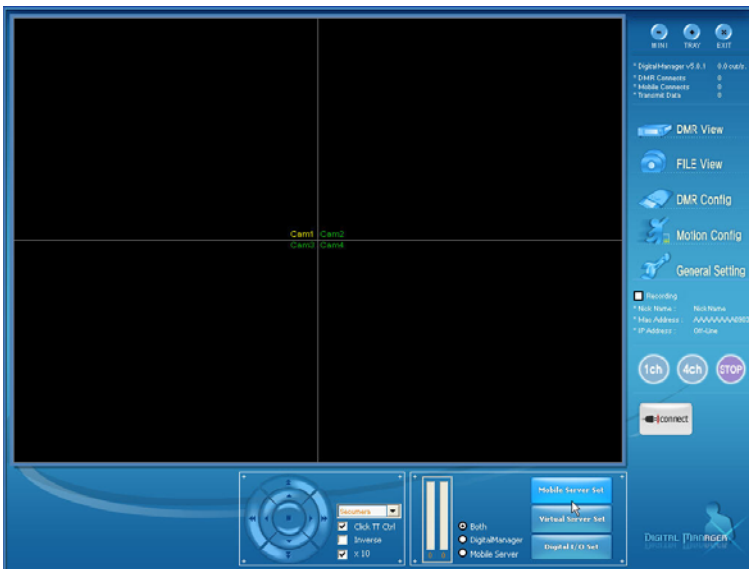 MINI TRAY EXIT
* DigitalManager v5.0.1 0.0 out/s.
* DMR Connects 0
* Mobile Connects 0
* Transmit Data 0
DMR View
FILE View
DMR Config
Motion Config
General Setting
Cam1 Cam2
Cam3 Cam4
Recording
* Nick Name : Nick Name
* Mac Address :
* IP Address : Off-Line
1ch 4ch STOP
connect
Click TT Ctrl
Inverse
x 10
0 0
Both
DigitalManager
Mobile Server
Mobile Server Set
Virtual Server Set
Digital I/O Set
DIGITAL MANAGER